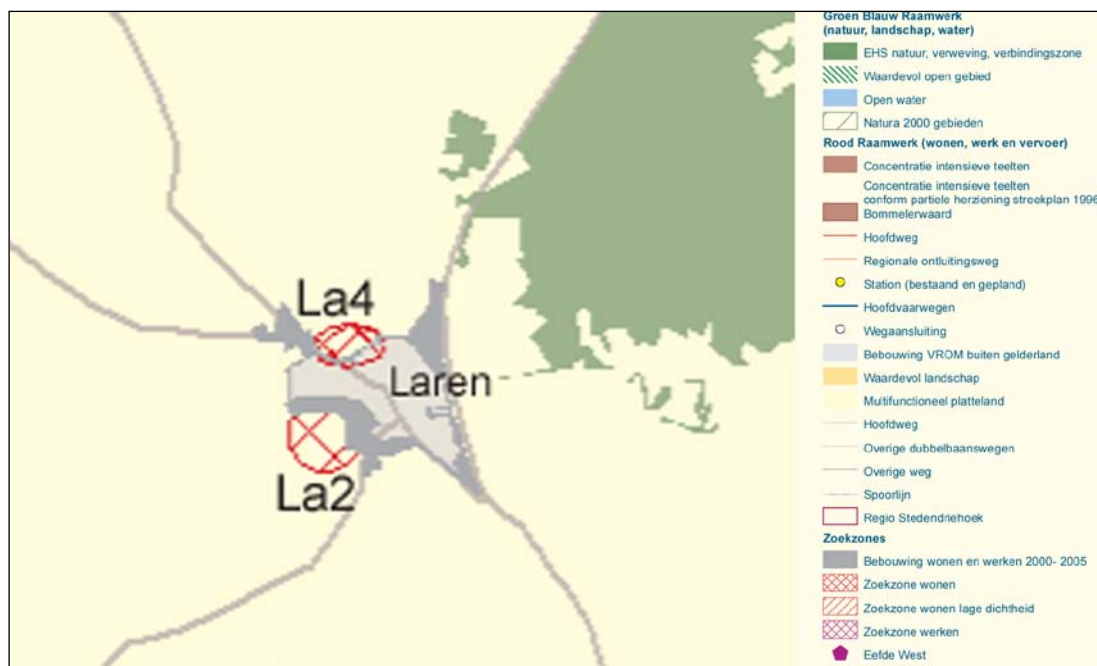 La4
Laren
La2
Groen Blauw Raamwerk
(natuur, landschap, water)
EHS natuur, verweving, verbindingszone
Waardevol open gebied
Open water
Natura 2000 gebieden
Rood Raamwerk (wonen, werk en vervoer)
Concentratie intensieve teelten
Concentratie intensieve teelten
conform partiele herziening streekplan 1996
Bommelerwaard
Hoofdweg
Regionale ontluitingsweg
Station (bestaand en gepland)
Hoofdvaarwegen
Wegaansluiting
Bebouwing VROM buiten gelderland
Waardevol landschap
Multifunctioneel platteland
Hoofdweg
Overige dubbelbaanswegen
Overige weg
Spoorlijn
Regio Stedendriehoek
Zoekzones
Bebouwing wonen en werken 2000- 2005
Zoekzone wonen
Zoekzone wonen lage dichtheid
Zoekzone werken
Eefde West